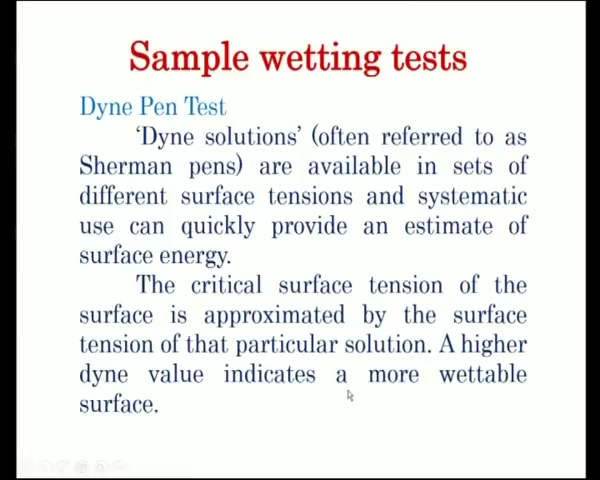 Sample wetting tests
Dyne Pen Test
‘Dyne solutions’ (often referred to as
Sherman pens) are available in sets of
different surface tensions and systematic
use can quickly provide an estimate of
surface energy.
The critical surface tension of the
surface is approximated by the surface
tension of that particular solution. A higher
dyne value indicates a more wettable
surface.